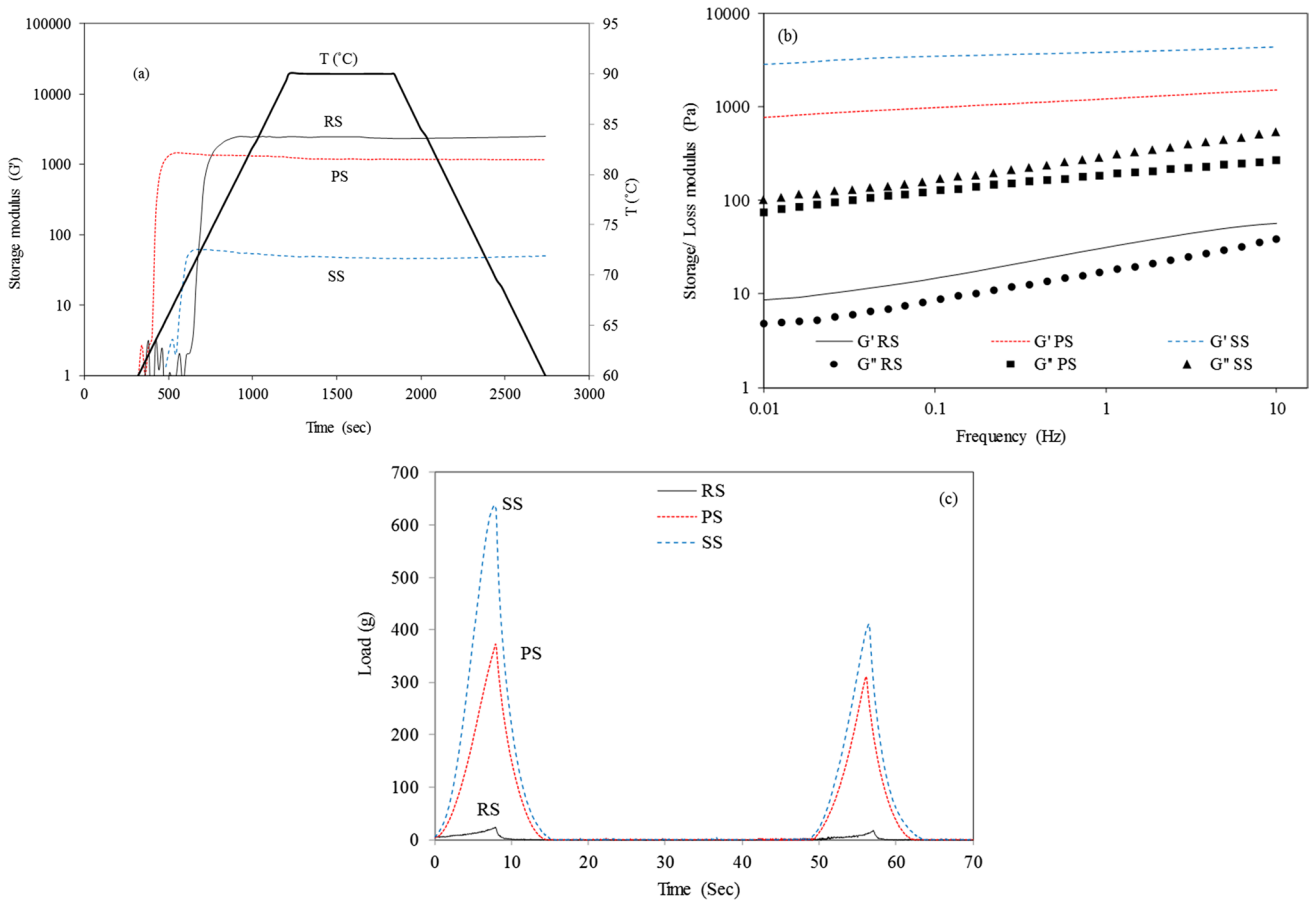 (a)
T (˚C)
RS
PS
SS
100000
10000
1000
100
10
1
95
90
85
80
75
70
65
60
0
500
1000
1500
2000
2500
3000
Storage modulus (G')
T (˚C)
Time (sec)
(b)
10000
1000
100
10
1
0.01
0.1
1
10
Storage/ Loss modulus (Pa)
Frequency (Hz)
G' RS
G' PS
G' SS
G" RS
G" PS
G" SS
(c)
700
600
500
400
300
200
100
0
0
10
20
30
40
50
60
70
Load (g)
Time (Sec)
RS
PS
SS
SS
PS
RS